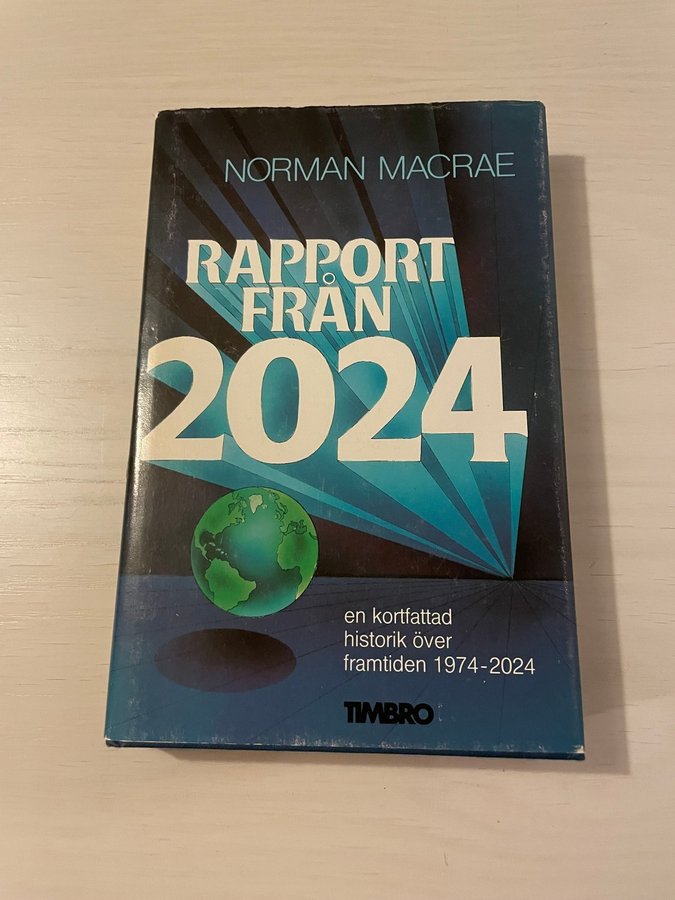 NORMAN MACRAE
RAPPORT
FRÅN
2024
en kortfattad
historik över
framtiden 1974-2024
TIMBRO